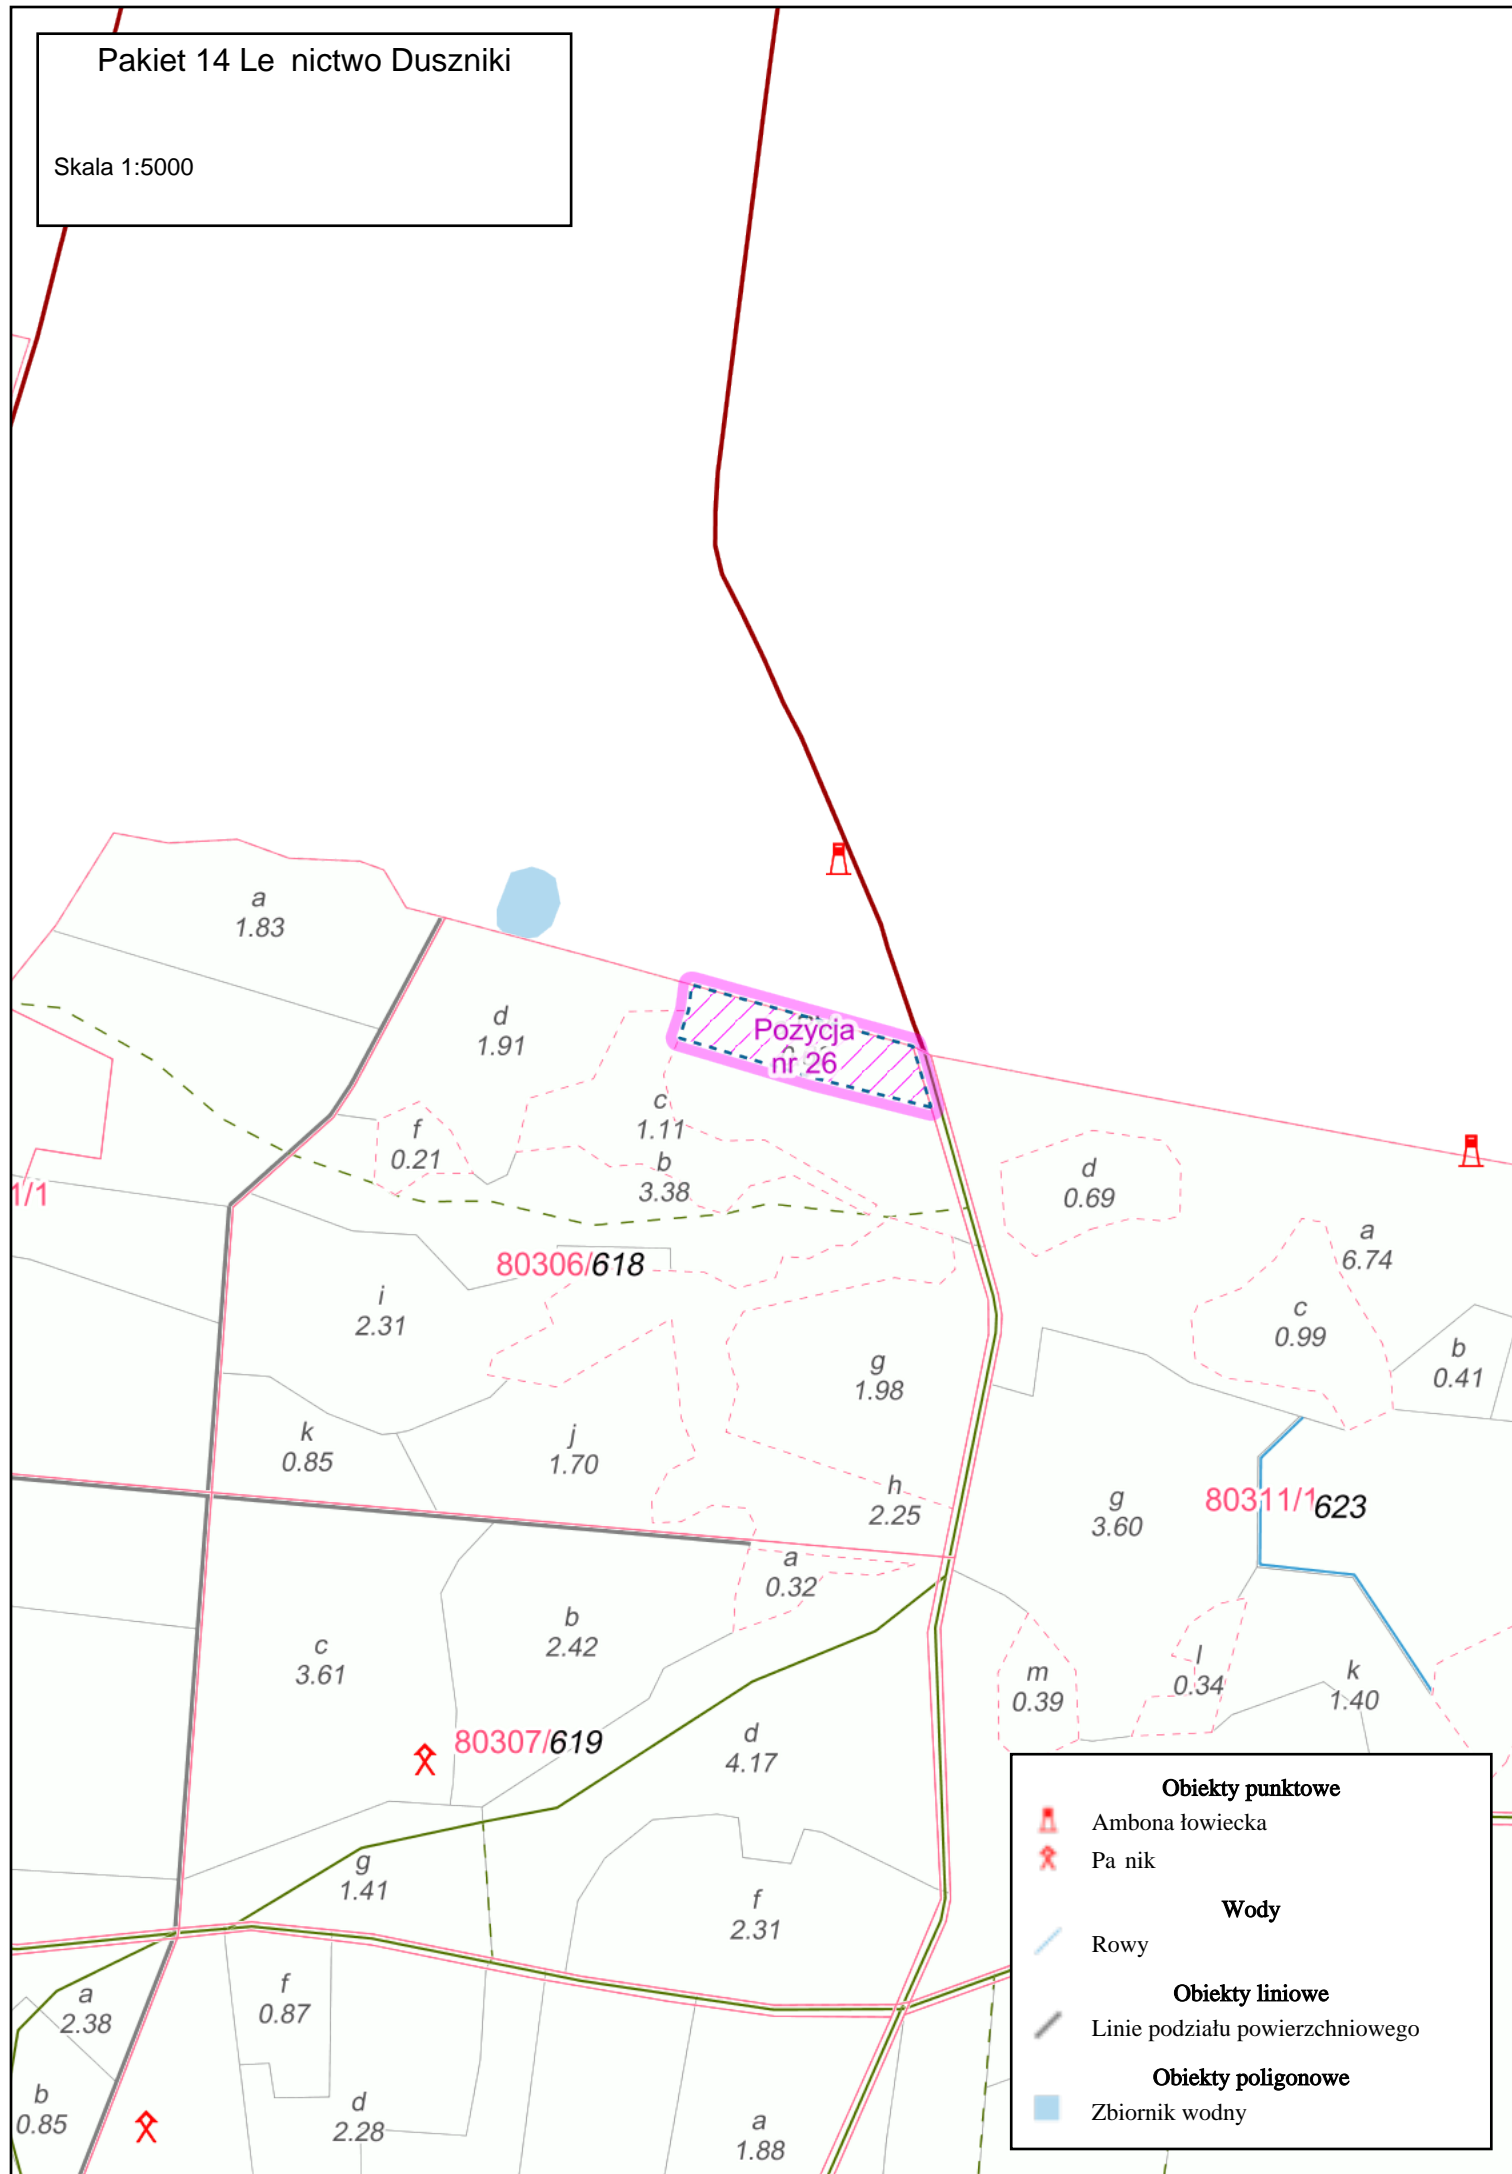 Pakiet 14 Le nictwo Duszniki
Skala 1:5000
a
1.83
d
1.91
Pozycja
nr 26
c
1.11
f
0.21
b
3.38
d
0.69
1/1
a
6.74
80306/618
i
2.31
c
0.99
b
0.41
g
1.98
k
0.85
j
1.70
h
2.25
g
3.60
80311/1
623
a
0.32
b
2.42
c
3.61
m
0.39
l
0.34
k
1.40
80307/619
d
4.17
g
1.41
f
2.31
a
2.38
f
0.87
b
0.85
d
2.28
a
1.88
Obiekty punktowe
Ambona łowiecka
Pa nik
Wody
Rowy
Obiekty liniowe
Linie podziału powierzchniowego
Obiekty poligonowe
Zbiornik wodny